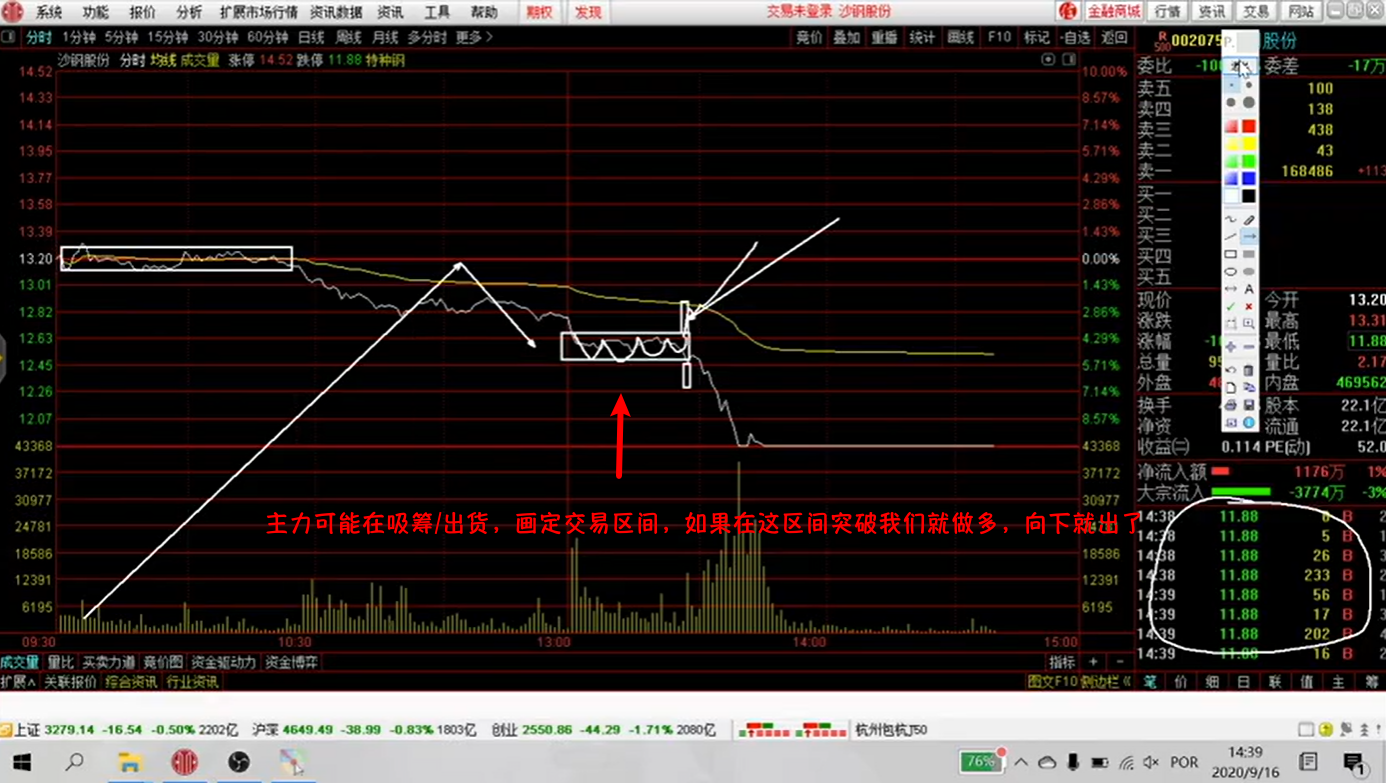 系统 功能 报价 分析 扩展市场行情 资讯数据 资讯 工具 帮助 期权 发现 交易未登录 沙钢股份 金融商城 行情 资讯 交易 网站
分时 1分钟 5分钟 15分钟 30分钟 60分钟 日线 周线 月线 多分时 更多 竞价 叠加 重播 统计 画线 F10 标记 -自选 返回 R 500 002075 P. 股份
沙钢股份 分时 均线 成交量 涨停 14.52 跌停 11.88 特种钢
委比 委差 -17万
14.52 10.00%
14.33 8.57%
14.14 7.14%
13.95 5.71%
13.77 4.29%
13.58 2.86%
13.39 1.43%
13.20 0.00%
13.01 1.43%
12.82 2.86%
12.63 4.29%
12.45 5.71%
12.26 7.14%
12.07 8.57%
43368 43368
37172 37172
30977 30977
24781
18586 18586
12391 12391
6195 6195
主力可能在吸筹/出货，画定交易区间，如果在这区间突破我们就做多，向下就出了
09:30 10:30 13:00 14:00 15:00
卖五 100
卖四 138
卖三 438
卖二 43
卖一 168486
买一
买二
买三
买四
买五
A
现价 今开 13.20
涨跌 最高 13.31
涨幅 最低 11.88
总量 量比 2.17
外盘 内盘 469562
换手 股本 22.1亿
净资 流通 22.1亿
收益㈡ 0.114 PE(动) 52.0
净流入额 1176万 1%
大宗流入 -3774万 -3%
14:38 11.88 B
14:38 11.88 5 B
14:38 11.88 26 B
14:38 11.88 233 B
14:39 11.88 56 B
14:39 11.88 17 B
14:39 11.88 202 B
14:39 11.88 16 B
成交量 量比 买卖力道 竞价图 资金驱动力 资金博弈 指标 + -
扩展∧ 关联报价 综合资讯 行业资讯 图文F10 侧边栏《 笔 价 细 日 联 值 主 筹
上证 3279.14 -16.54 -0.50% 2202亿 沪深 4649.49 -38.99 -0.83% 1803亿 创业 2550.86 -44.29 -1.71% 2080亿 杭州包杭J50
76% POR 14:39
2020/9/16 1